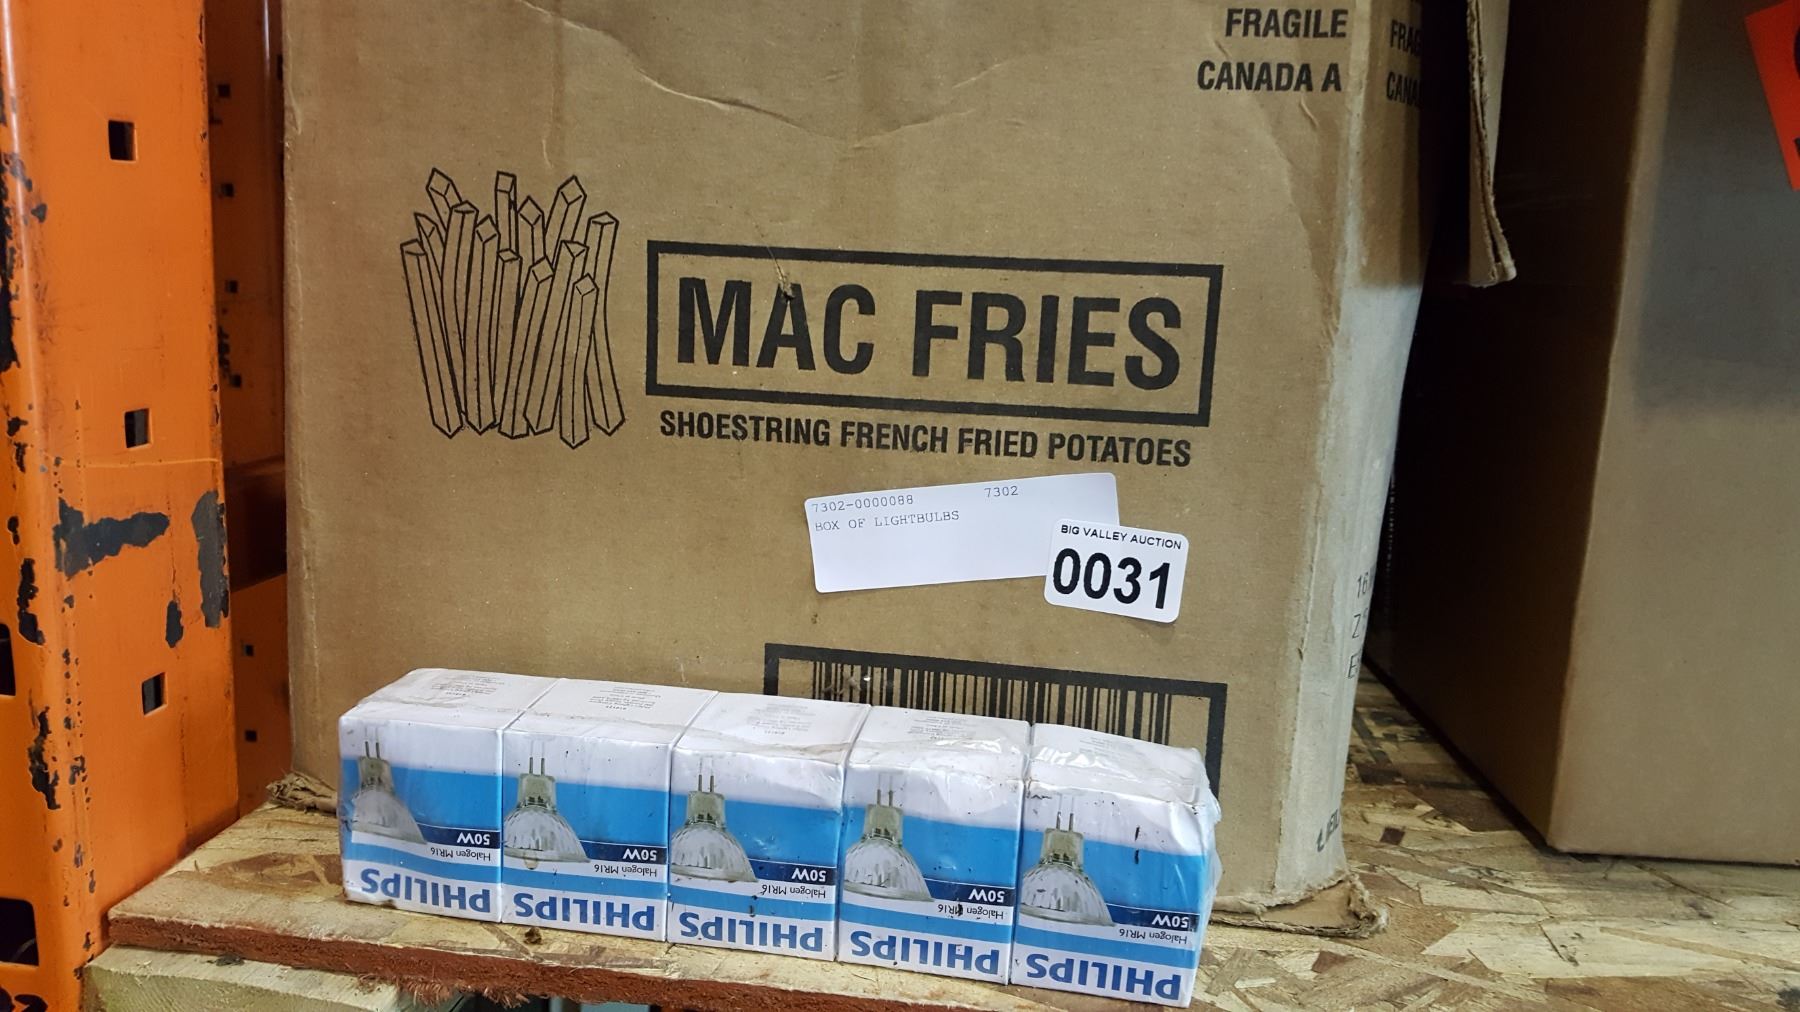 FRAGILE
CANADA A
MAC FRIES
SHOESTRING FRENCH FRIED POTATOES
7302-0000088 7302
BOX OF LIGHTBULBS
BIG VALLEY AUCTION
0031
50W
Halogen MR16
PHILIPS
50W
Halogen MR16
PHILIPS
50W
Halogen MR16
PHILIPS
50W
Halogen MR16
PHILIPS
50W
Halogen MR16
PHILIPS